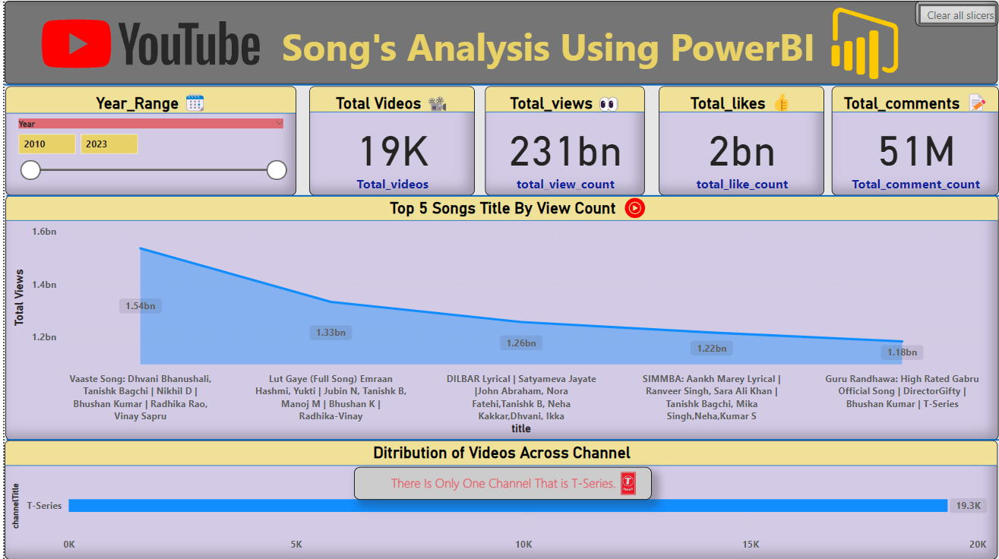 Clear all slicers
YouTube
Song's Analysis Using PowerBI
Year_Range
Year
2010
2023
Total Videos
19K
Total_videos
Total_views
231bn
total_view_count
Total_likes
2bn
total_like_count
Total_comments
51M
Total_comment_count
Top 5 Songs Title By View Count
Total Views
1.6bn
1.4bn
1.2bn
1.54bn
1.33bn
1.26bn
1.22bn
1.18bn
Vaaste Song: Dhvani Bhanushali,
Tanishk Bagchi | Nikhil D |
Bhushan Kumar | Radhika Rao,
Vinay Sapru
Lut Gaye (Full Song) Emraan
Hashmi, Yukti | Jubin N, Tanishk B,
Manoj M | Bhushan K |
Radhika-Vinay
DILBAR Lyrical | Satyameva Jayate
|John Abraham, Nora
Fatehi,Tanishk B, Neha
Kakkar,Dhvani, Ikka
SIMMBA: Aankh Marey Lyrical |
Ranveer Singh, Sara Ali Khan |
Tanishk Bagchi, Mika
Singh,Neha,Kumar S
Guru Randhawa: High Rated Gabru
Official Song | DirectorGifty |
Bhushan Kumar | T-Series
title
Ditribution of Videos Across Channel
There Is Only One Channel That is T-Series.
T
SERIES
channelTitle
T-Series
19.3K
0K
5K
10K
15K
20K